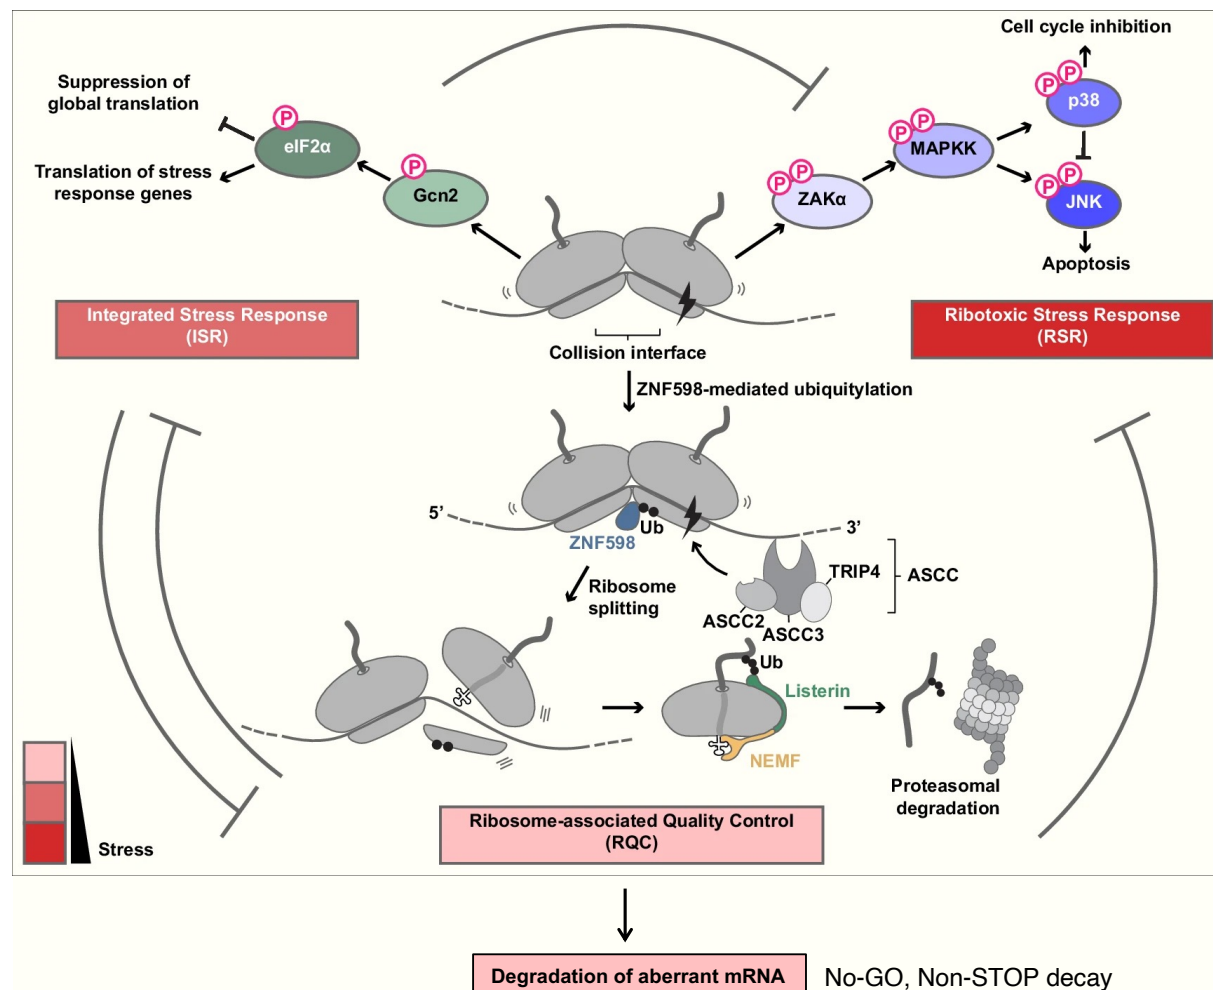 Cell cycle inhibition
Suppression of
global translation
P
eIF2α
Translation of stress
response genes
P
Gcn2
P P
ZAKα
P P
MAPKK
P P
p38
P P
JNK
Apoptosis
Integrated Stress Response
(ISR)
Ribotoxic Stress Response
(RSR)
Collision interface
ZNF598-mediated ubiquitylation
5’
3’
Ub
ZNF598
TRIP4
ASCC
ASCC2
ASCC3
Ribosome
splitting
Ub
Listerin
NEMF
Proteasomal
degradation
Stress
Ribosome-associated Quality Control
(RQC)
Degradation of aberrant mRNA
No-GO, Non-STOP decay